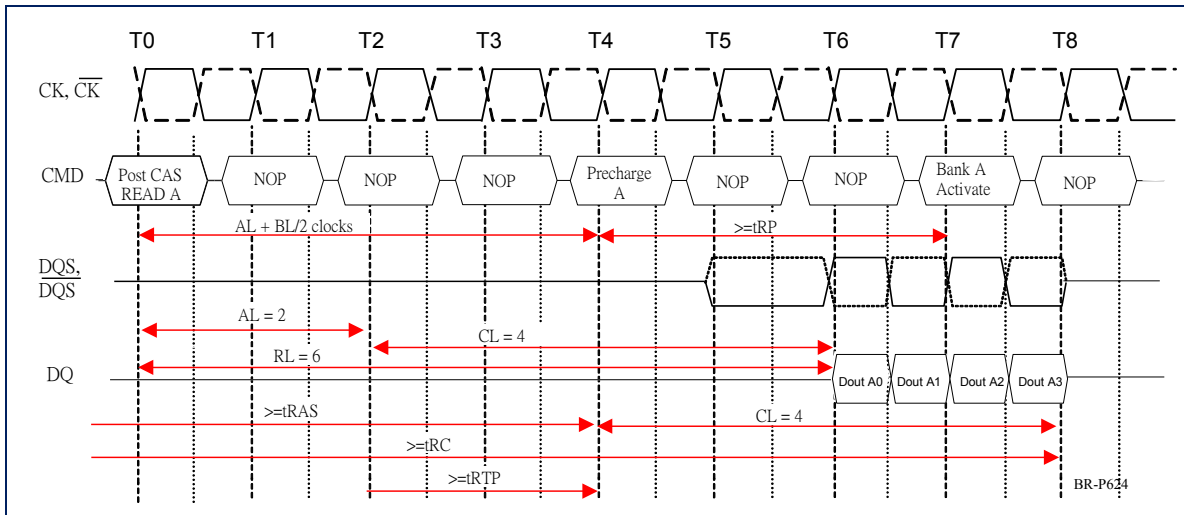 T0 T1 T2 T3 T4 T5 T6 T7 T8
CK, CK
CMD
Post CAS
READ A
NOP
NOP
NOP
Precharge
A
NOP
NOP
Bank A
Activate
NOP
AL + BL/2 clocks
>=tRP
DQS,
DQS
AL = 2
CL = 4
RL = 6
DQ
Dout A0
Dout A1
Dout A2
Dout A3
>=tRAS
CL = 4
>=tRC
>=tRTP
BR-P624